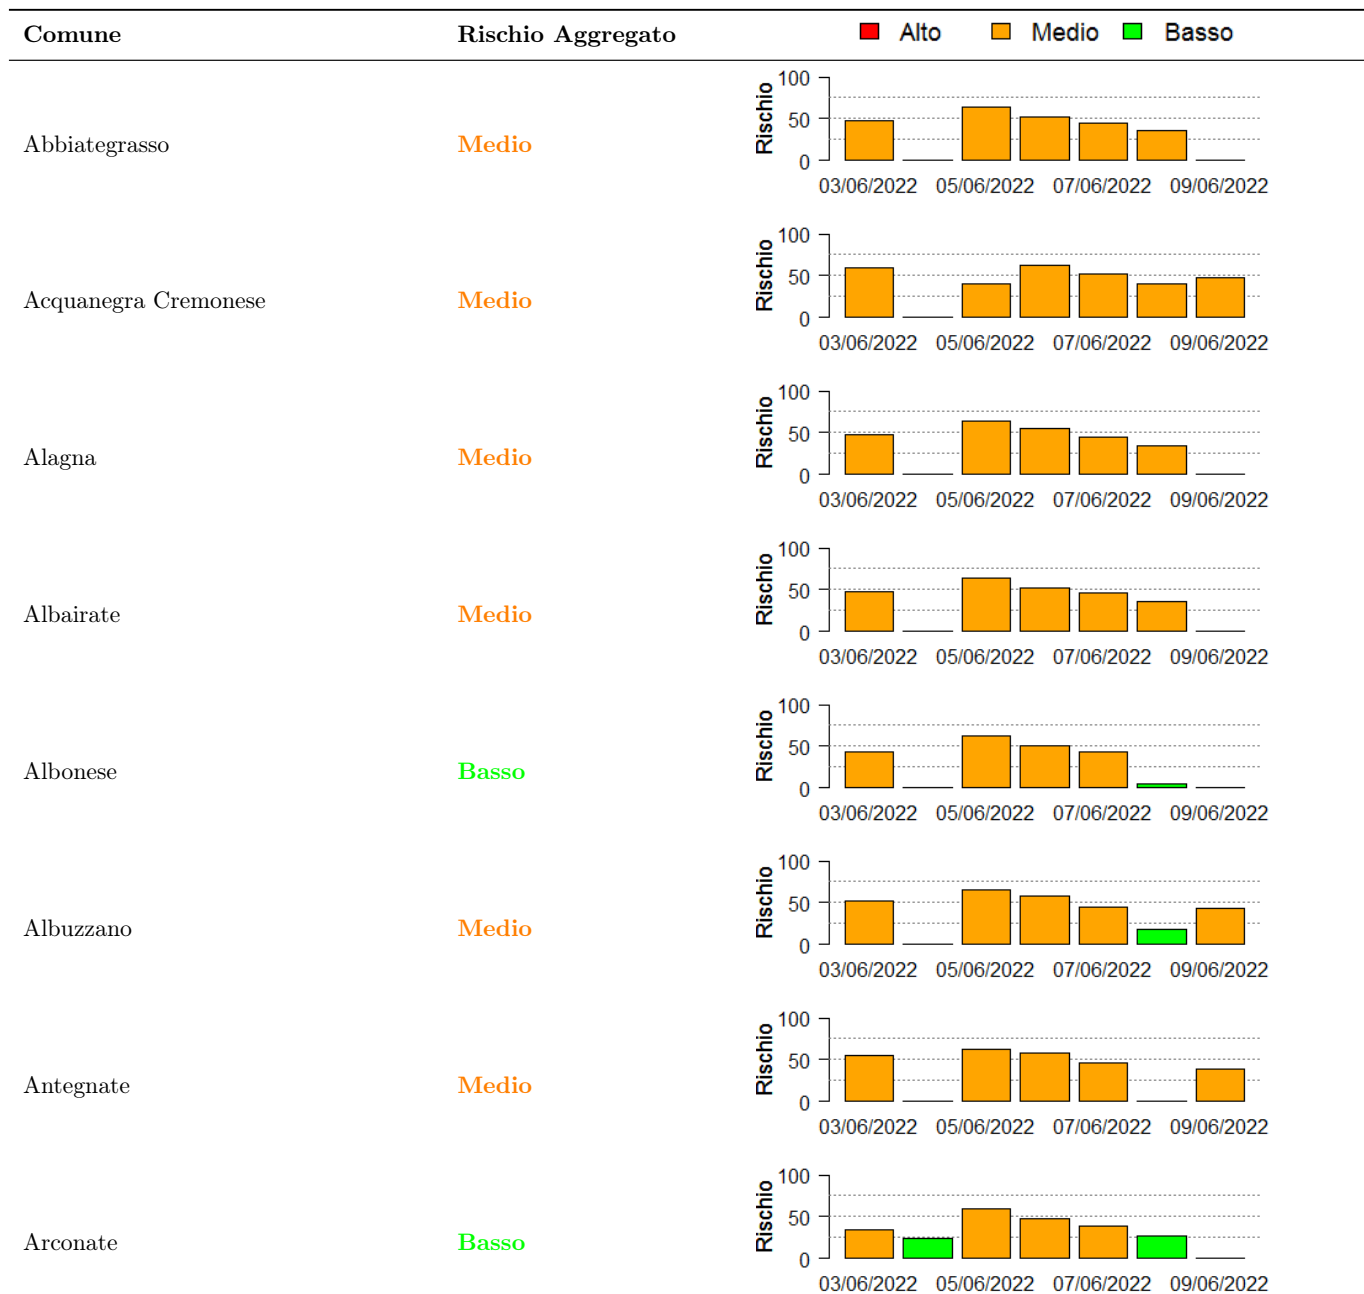 Comune Rischio Aggregato Alto Medio Basso
100
50
0
Rischio
Abbiategrasso Medio
03/06/2022 05/06/2022 07/06/2022 09/06/2022
100
50
0
Rischio
Acquanegra Cremonese Medio
03/06/2022 05/06/2022 07/06/2022 09/06/2022
100
50
0
Rischio
Alagna Medio
03/06/2022 05/06/2022 07/06/2022 09/06/2022
100
50
0
Rischio
Albairate Medio
03/06/2022 05/06/2022 07/06/2022 09/06/2022
100
50
0
Rischio
Albonese Basso
03/06/2022 05/06/2022 07/06/2022 09/06/2022
100
50
0
Rischio
Albuzzano Medio
03/06/2022 05/06/2022 07/06/2022 09/06/2022
100
50
0
Rischio
Antegnate Medio
03/06/2022 05/06/2022 07/06/2022 09/06/2022
100
50
0
Rischio
Arconate Basso
03/06/2022 05/06/2022 07/06/2022 09/06/2022